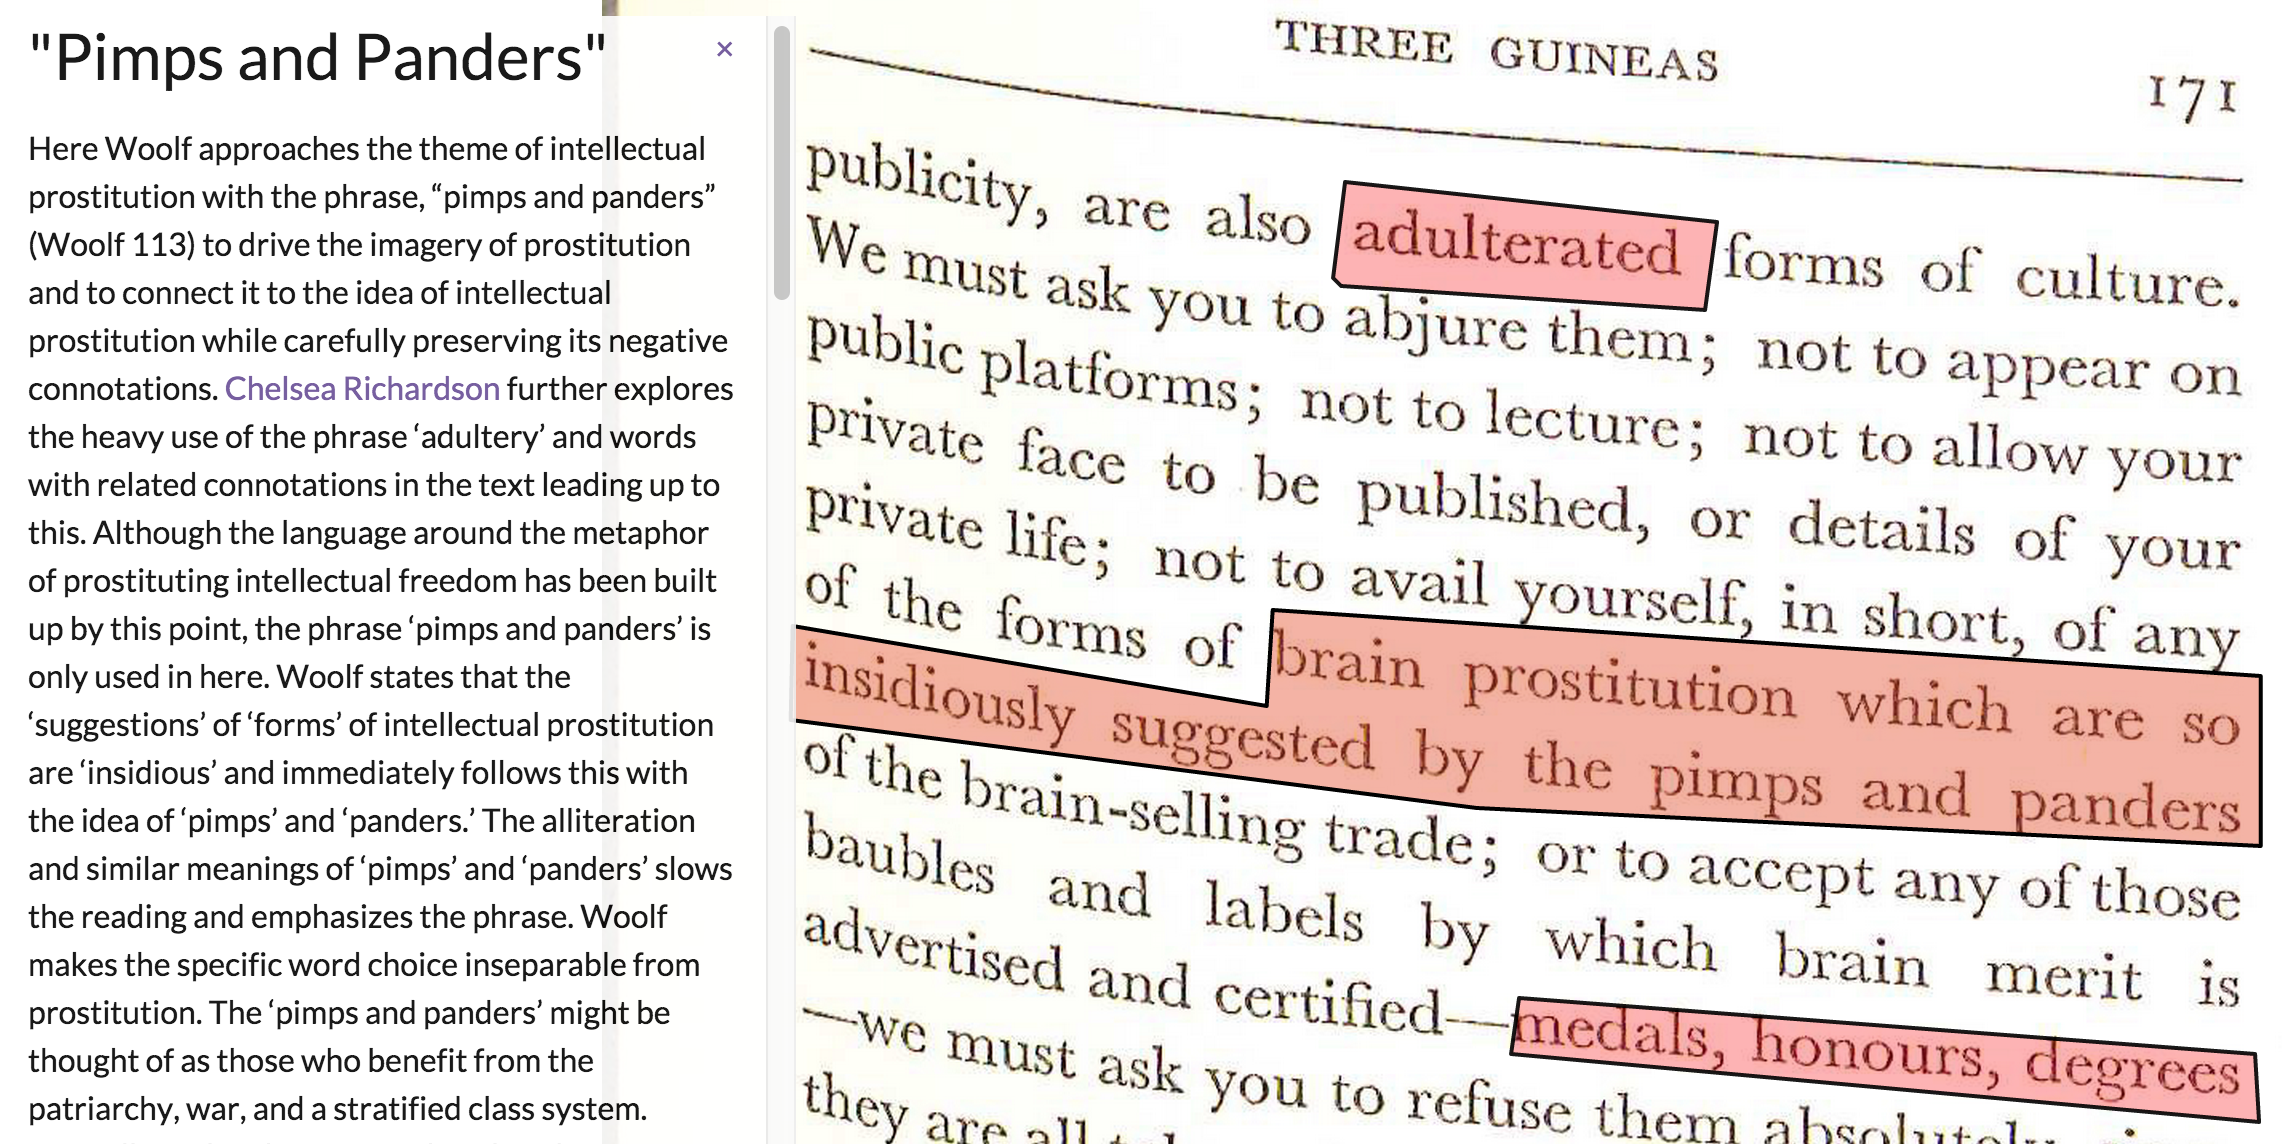 "Pimps and Panders"
×
Here Woolf approaches the theme of intellectual
prostitution with the phrase, “pimps and panders”
(Woolf 113) to drive the imagery of prostitution
and to connect it to the idea of intellectual
prostitution while carefully preserving its negative
connotations. Chelsea Richardson further explores
the heavy use of the phrase ‘adultery’ and words
with related connotations in the text leading up to
this. Although the language around the metaphor
of prostituting intellectual freedom has been built
up by this point, the phrase ‘pimps and panders’ is
only used in here. Woolf states that the
‘suggestions’ of ‘forms’ of intellectual prostitution
are ‘insidious’ and immediately follows this with
the idea of ‘pimps’ and ‘panders.’ The alliteration
and similar meanings of ‘pimps’ and ‘panders’ slows
the reading and emphasizes the phrase. Woolf
makes the specific word choice inseparable from
prostitution. The ‘pimps and panders’ might be
thought of as those who benefit from the
patriarchy, war, and a stratified class system.
THREE GUINEAS 171
publicity, are also adulterated forms of culture.
We must ask you to abjure them; not to appear on
public platforms; not to lecture; not to allow your
private face to be published, or details of your
private life; not to avail yourself, in short, of any
of the forms of brain prostitution which are so
insidiously suggested by the pimps and panders
of the brain-selling trade; or to accept any of those
baubles and labels by which brain merit is
advertised and certified—medals, honours, degrees
—we must ask you to refuse them absolutely
they are all